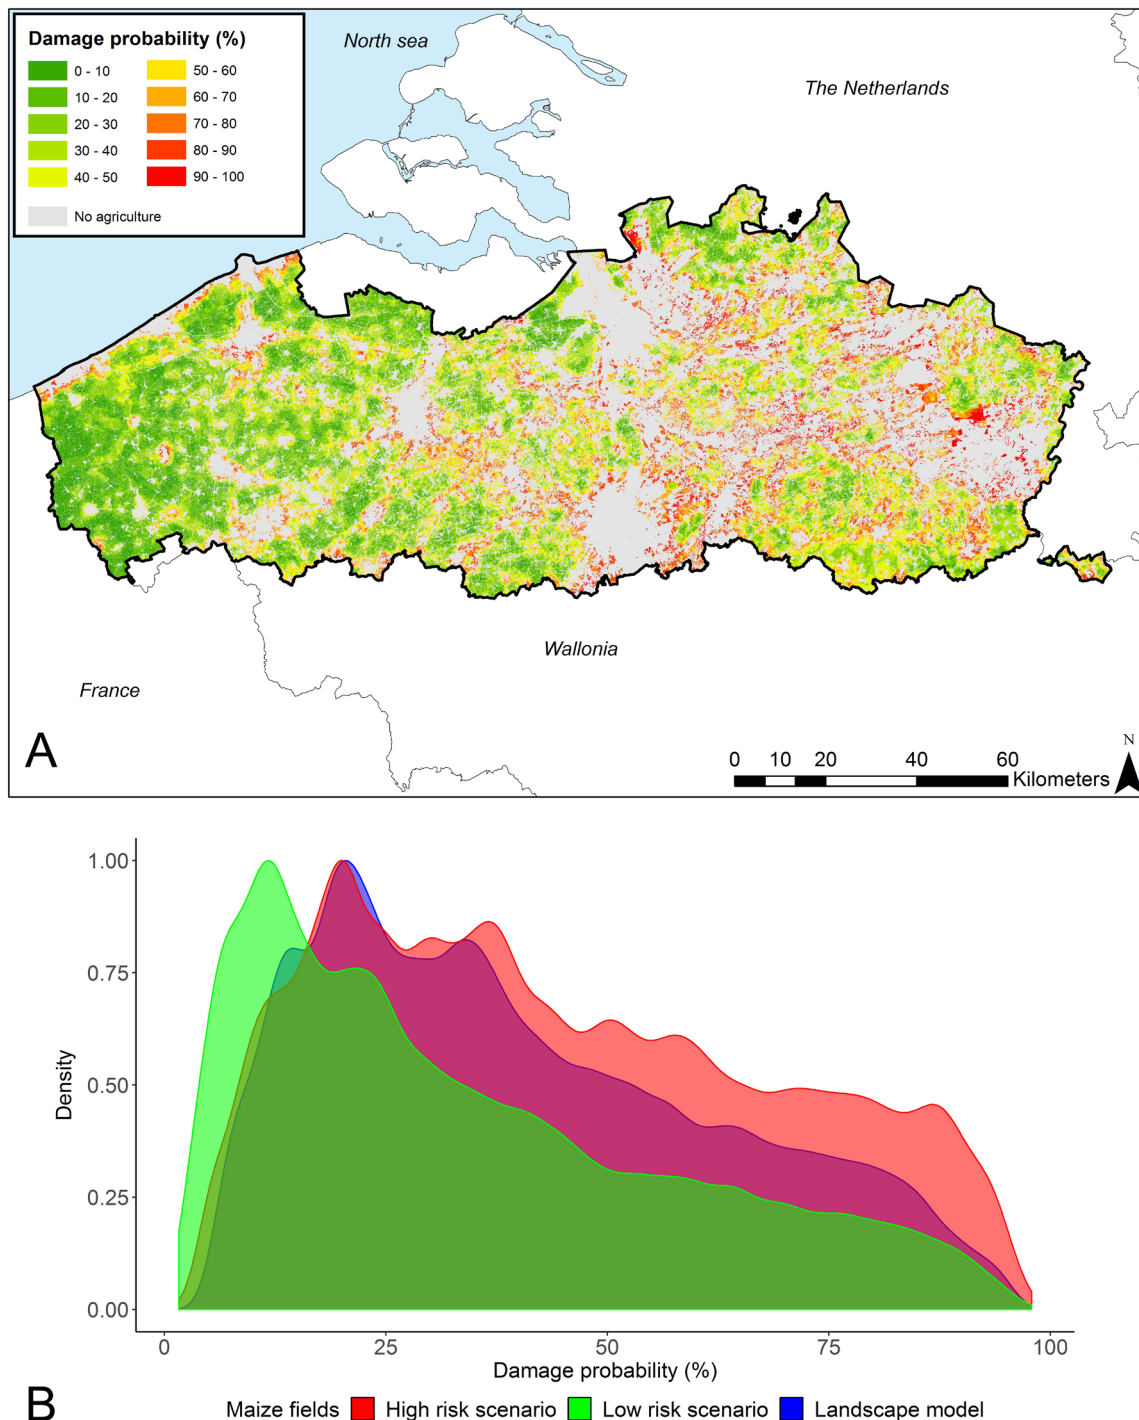 Damage probability (%)
0 - 10
10 - 20
20 - 30
30 - 40
40 - 50
50 - 60
60 - 70
70 - 80
80 - 90
90 - 100
No agriculture
North sea
The Netherlands
Wallonia
France
A
0 10 20 40 60
Kilometers
N
1.00
0.75
0.50
0.25
0.00
Density
0 25 50 75 100
Damage probability (%)
B
Maize fields High risk scenario Low risk scenario Landscape model